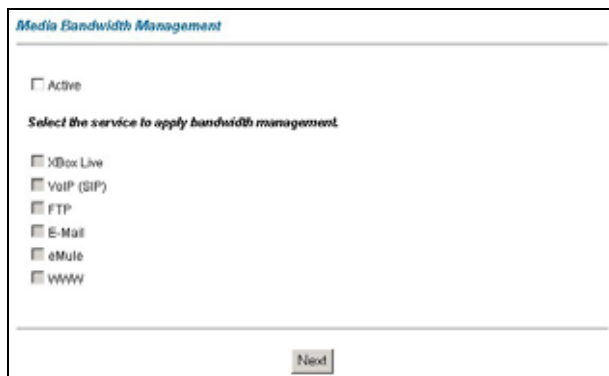 Media Bandwidth Management
Active
Select the service to apply bandwidth management.
XBox Live
VoIP (SIP)
FTP
E-Mail
eMule
WWW
Next